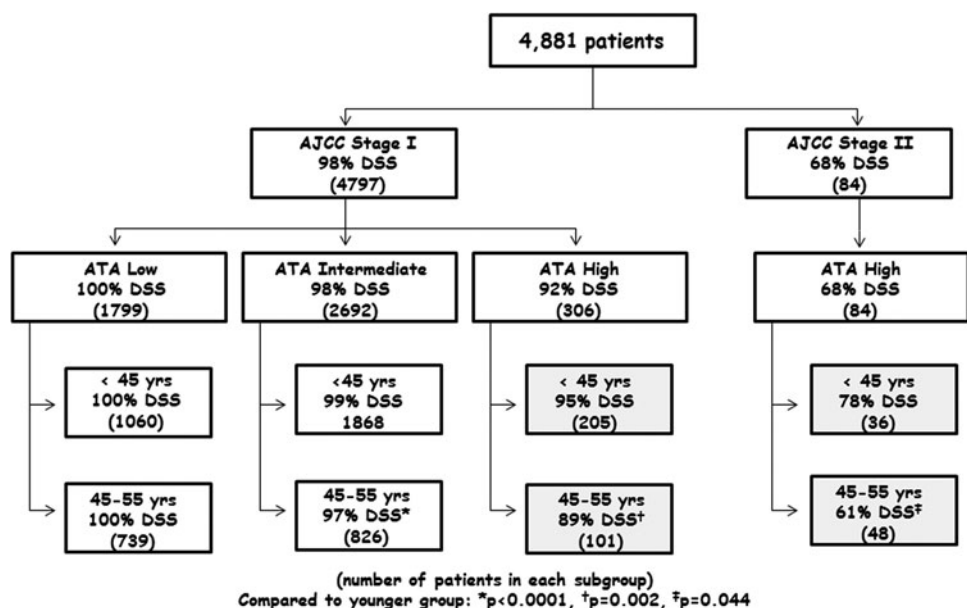 4,881 patients
AJCC Stage I
98% DSS
(4797)
AJCC Stage II
68% DSS
(84)
ATA Low
100% DSS
(1799)
ATA Intermediate
98% DSS
(2692)
ATA High
92% DSS
(306)
ATA High
68% DSS
(84)
< 45 yrs
100% DSS
(1060)
<45 yrs
99% DSS
1868
< 45 yrs
95% DSS
(205)
< 45 yrs
78% DSS
(36)
45-55 yrs
100% DSS
(739)
45-55 yrs
97% DSS*
(826)
45-55 yrs
89% DSS†
(101)
45-55 yrs
61% DSS‡
(48)
(number of patients in each subgroup)
Compared to younger group: *p<0.0001, †p=0.002, ‡p=0.044